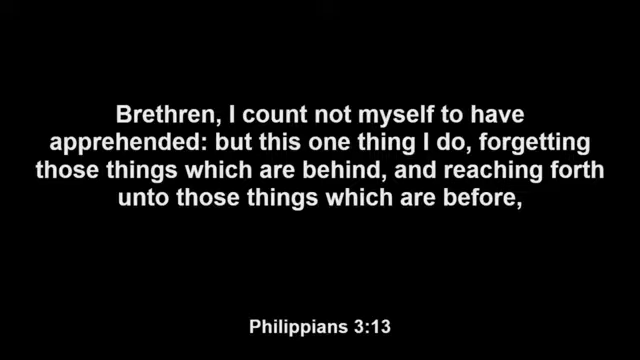 Brethren, I count not myself to have
apprehended: but this one thing I do, forgetting
those things which are behind, and reaching forth
unto those things which are before,
Philippians 3:13